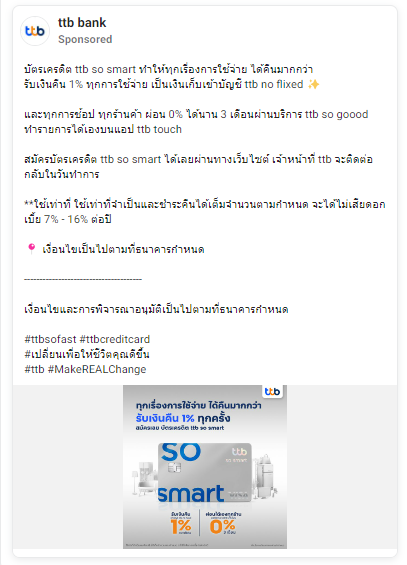 ttb bank
Sponsored
บัตรเครดิต ttb so smart ทำให้ทุกเรื่องการใช้จ่าย ได้คืนมากกว่า
รับเงินคืน 1% ทุกการใช้จ่าย เป็นเงินเก็บเข้าบัญชี ttb no flixed ✨
และทุกการช้อป ทุกร้านค้า ผ่อน 0% ได้นาน 3 เดือนผ่านบริการ ttb so goood
ทำรายการได้เองบนแอป ttb touch
สมัครบัตรเครดิต ttb so smart ได้เลยผ่านทางเว็บไซต์ เจ้าหน้าที่ ttb จะติดต่อ
กลับในวันทำการ
**ใช้เท่าที่ ใช้เท่าที่จำเป็นและชำระคืนได้เต็มจำนวนตามกำหนด จะได้ไม่เสียดอก
เบี้ย 7% - 16% ต่อปี
📍 เงื่อนไขเป็นไปตามที่ธนาคารกำหนด
--------------------------------------
เงื่อนไขและการพิจารณาอนุมัติเป็นไปตามที่ธนาคารกำหนด
#ttbsofast #ttbcreditcard
#เปลี่ยนเพื่อให้ชีวิตคุณดีขึ้น
#ttb #MakeREALChange
ttb
ทุกเรื่องการใช้จ่าย ได้คืนมากกว่า
รับเงินคืน 1% ทุกครั้ง
สมัครเลย บัตรเครดิต ttb so smart
so
ttb
so smart
smart
รับเงินคืน
1%
0%
3 เดือน